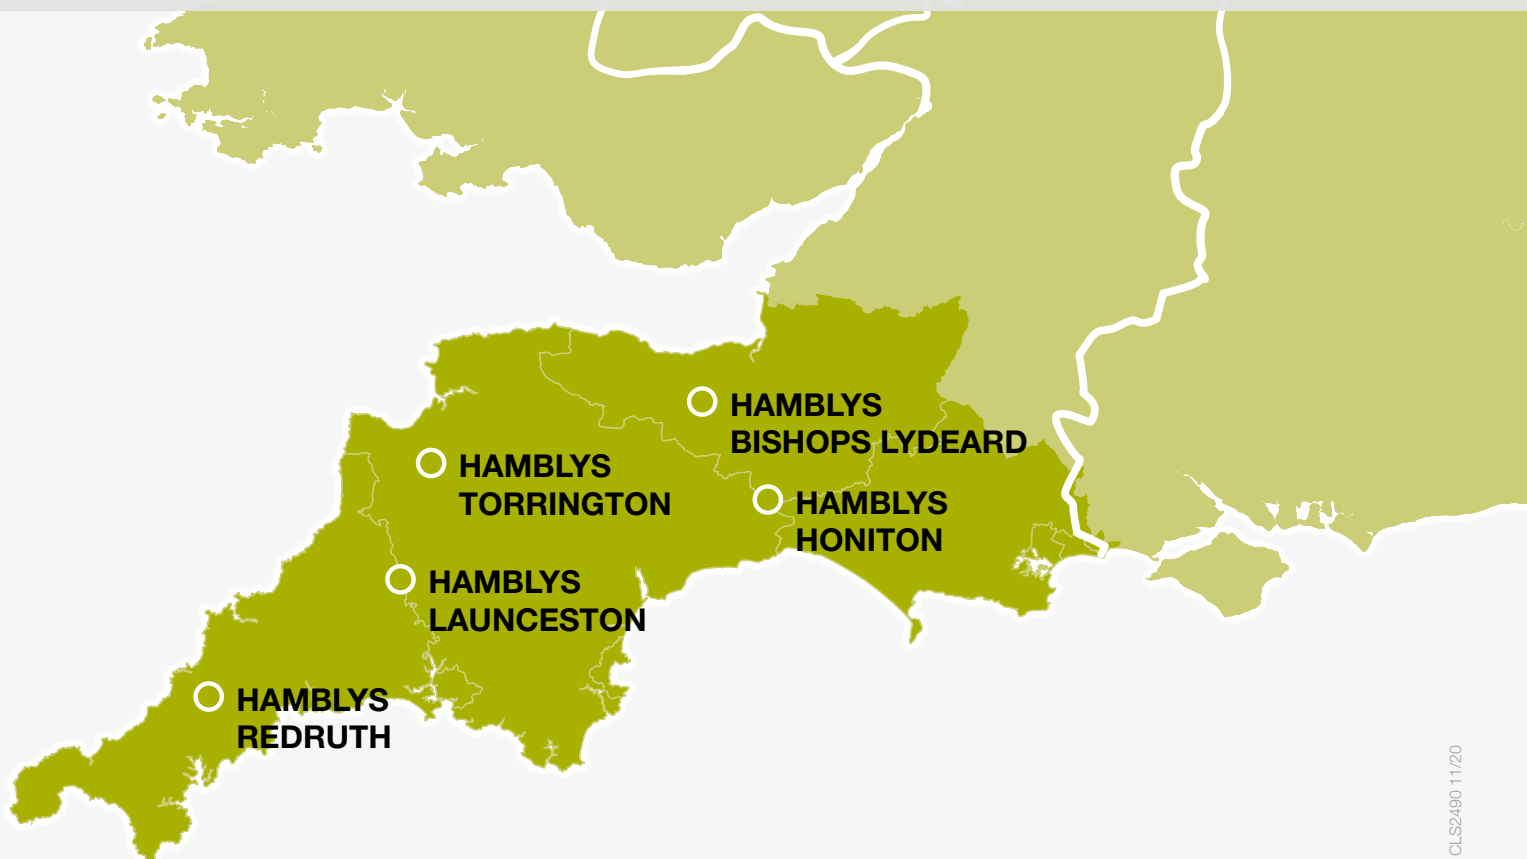 HAMBLYS
BISHOPS LYDEARD
HAMBLYS
TORRINGTON
HAMBLYS
HONITON
HAMBLYS
LAUNCESTON
HAMBLYS
REDRUTH
CLS2490 11/20